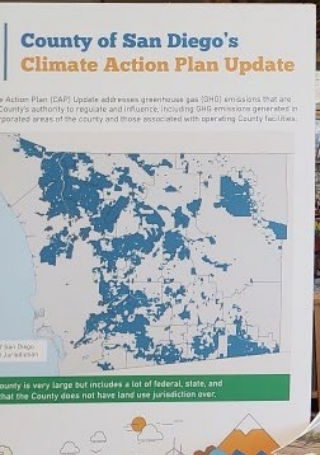 County of San Diego's
Climate Action Plan Update
e Action Plan (CAP) Update addresses greenhouse gas (GHG) emissions that are
County's authority to regulate and influence, including GHG emissions generated in
rporated areas of the county and those associated with operating County facilities.
f San Diego
Jurisdiction
ounty is very large but includes a lot of federal, state, and
that the County does not have land use jurisdiction over.